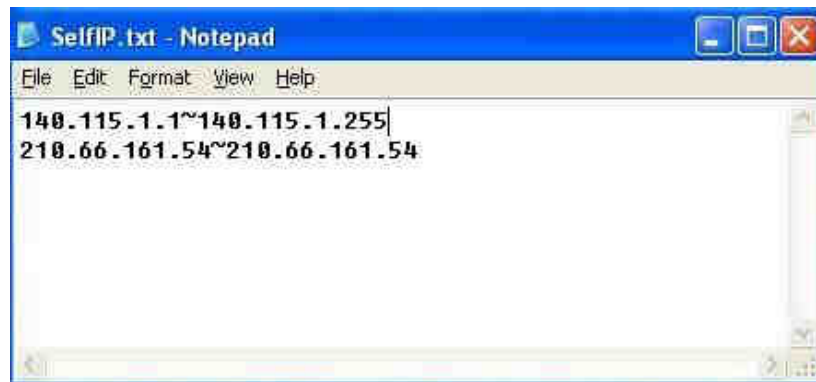 SelfIP.txt - Notepad
File Edit Format View Help
140.115.1.1~140.115.1.255
210.66.161.54~210.66.161.54